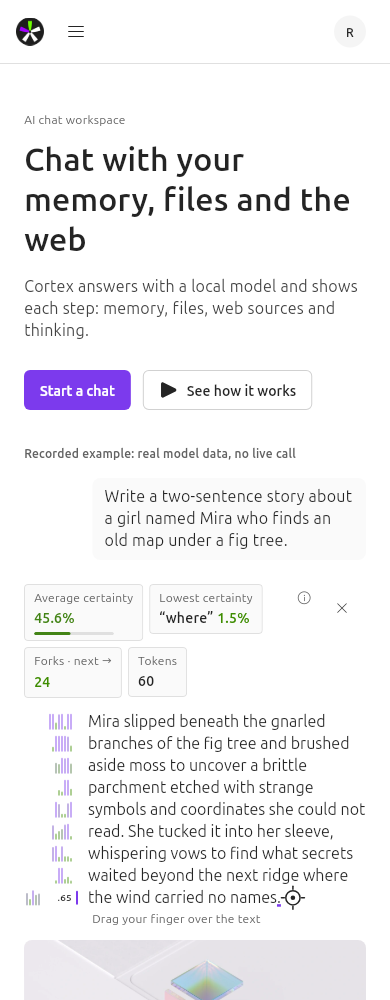 R
AI chat workspace
Chat with your
memory, files and the
web
Cortex answers with a local model and shows
each step: memory, files, web sources and
thinking.
Start a chat
See how it works
Recorded example: real model data, no live call
Write a two-sentence story about
a girl named Mira who finds an
old map under a fig tree.
Average certainty
45.6%
Lowest certainty
“where” 1.5%
Forks · next →
24
Tokens
60
Mira slipped beneath the gnarled
branches of the fig tree and brushed
aside moss to uncover a brittle
parchment etched with strange
symbols and coordinates she could not
read. She tucked it into her sleeve,
whispering vows to find what secrets
waited beyond the next ridge where
.65 the wind carried no names.
Drag your finger over the text